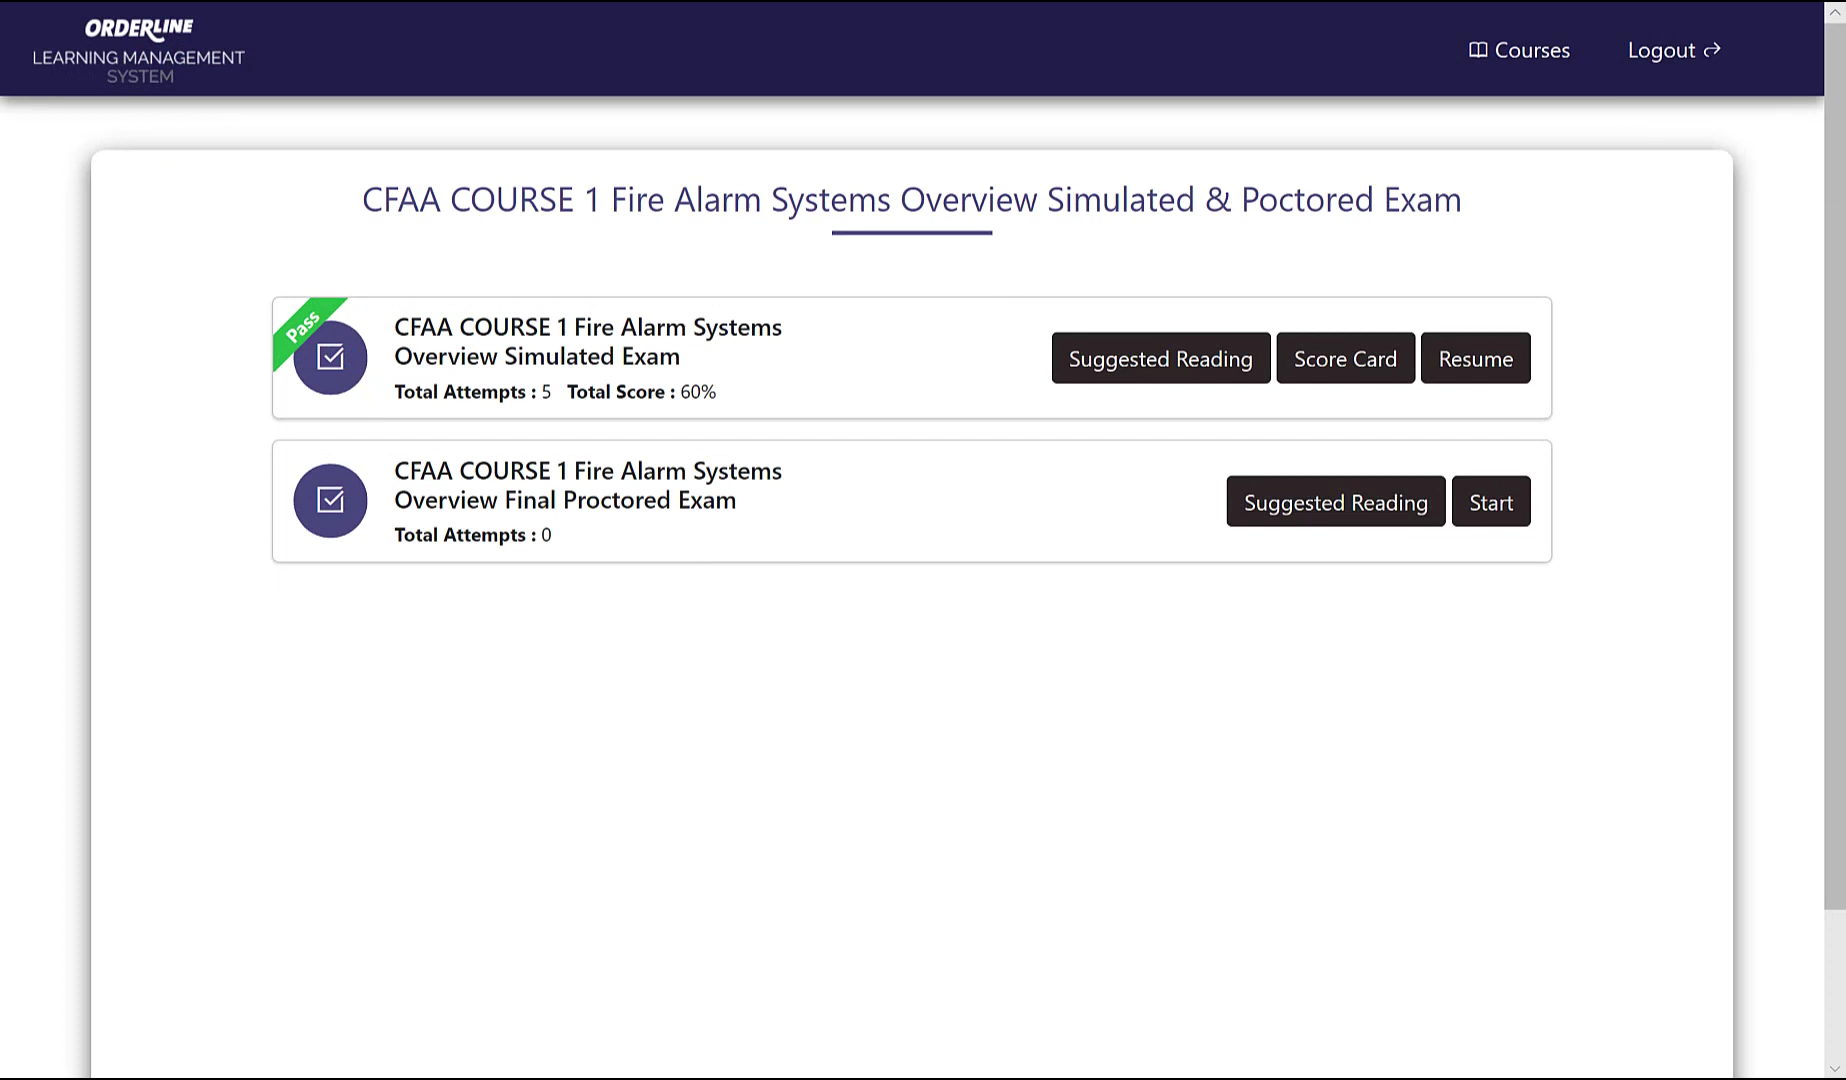 ORDERLINE
LEARNING MANAGEMENT
SYSTEM
Courses
Logout
CFAA COURSE 1 Fire Alarm Systems Overview Simulated & Poctored Exam
Pass
CFAA COURSE 1 Fire Alarm Systems
Overview Simulated Exam
Total Attempts : 5 Total Score : 60%
Suggested Reading
Score Card
Resume
CFAA COURSE 1 Fire Alarm Systems
Overview Final Proctored Exam
Total Attempts : 0
Suggested Reading
Start